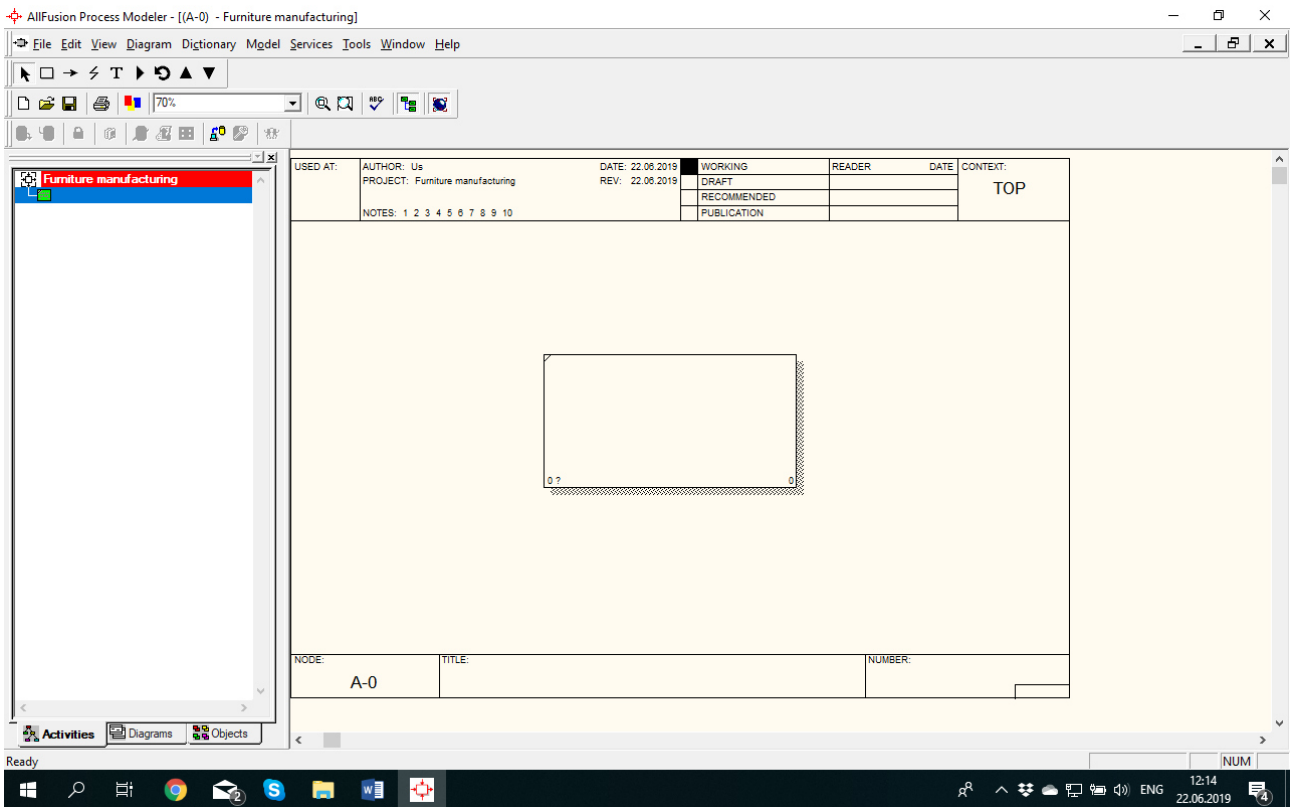 AllFusion Process Modeler - [(A-0) - Furniture manufacturing]
File Edit View Diagram Dictionary Model Services Tools Window Help
T
70%
ABC
Furniture manufacturing
USED AT:
AUTHOR: Us
DATE: 22.06.2019
PROJECT: Furniture manufacturing
REV: 22.06.2019
NOTES: 1 2 3 4 5 6 7 8 9 10
WORKING
DRAFT
RECOMMENDED
PUBLICATION
READER DATE
CONTEXT:
TOP
0 ? 0
NODE:
A-0
TITLE:
NUMBER:
Activities Diagrams Objects
Ready
NUM
2
ENG
12:14
22.06.2019
4